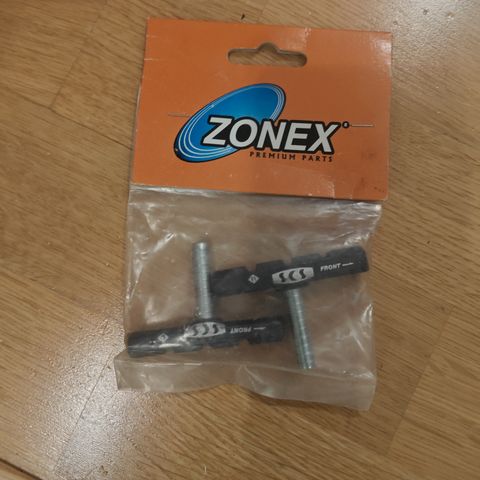 ZONEX®
PREMIUM PARTS
SCS FRONT
SCS FRONT